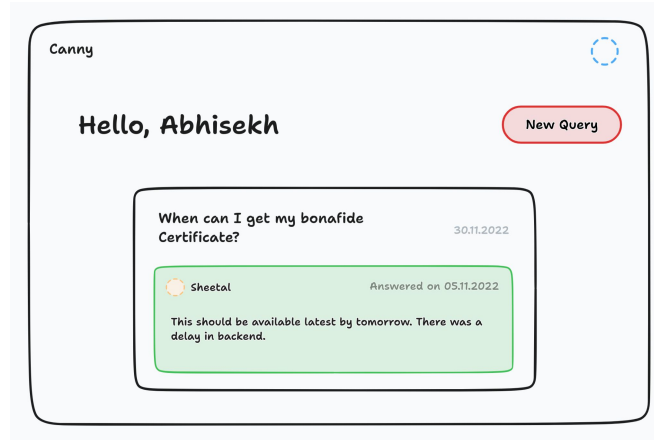 Canny
Hello, Abhisekh
New Query
When can I get my bonafide
Certificate?
30.11.2022
Sheetal
Answered on 05.11.2022
This should be available latest by tomorrow. There was a
delay in backend.